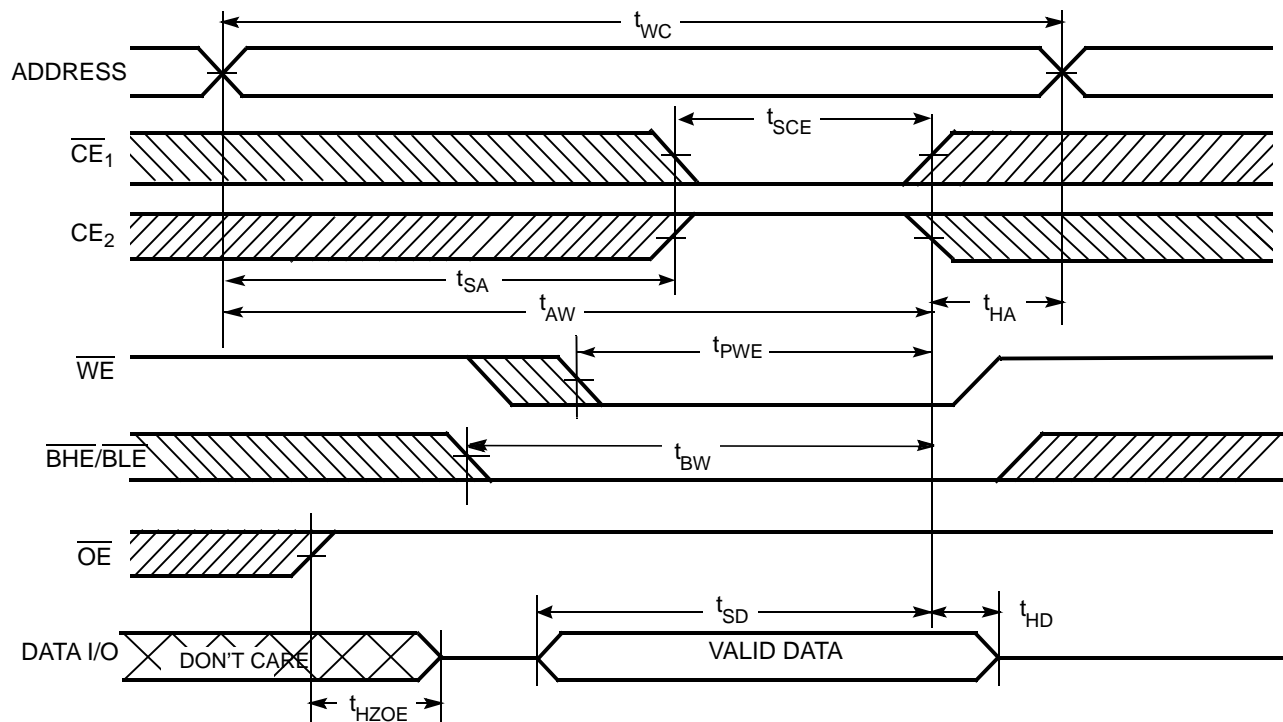 tWC
ADDRESS
tSCE
CE1
CE2
tSA
tAW
tHA
tPWE
WE
BHE/BLE
tBW
OE
tSD
tHD
DATA I/O
DON'T CARE
VALID DATA
tHZOE